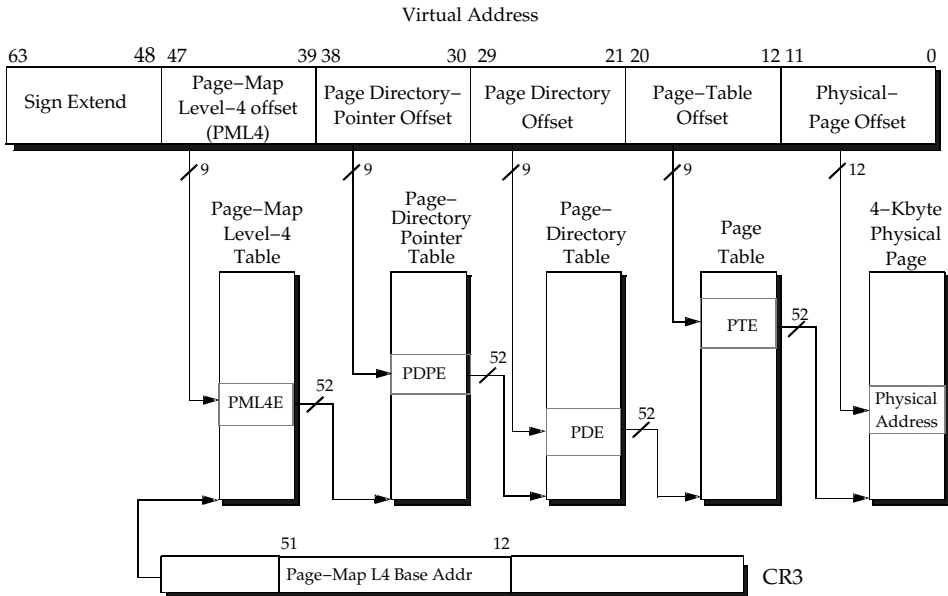 Virtual Address
63 48 47 39 38 30 29 21 20 12 11 0
Sign Extend
Page–Map
Level–4 offset
(PML4)
Page Directory–
Pointer Offset
Page Directory
Offset
Page–Table
Offset
Physical–
Page Offset
9 9 9 9 12
Page–Map
Level–4
Table
Page–
Directory
Pointer
Table
Page–
Directory
Table
Page
Table
4–Kbyte
Physical
Page
PML4E
52
PDPE
52
PDE
52
PTE
52
Physical
Address
51 12
Page–Map L4 Base Addr
CR3